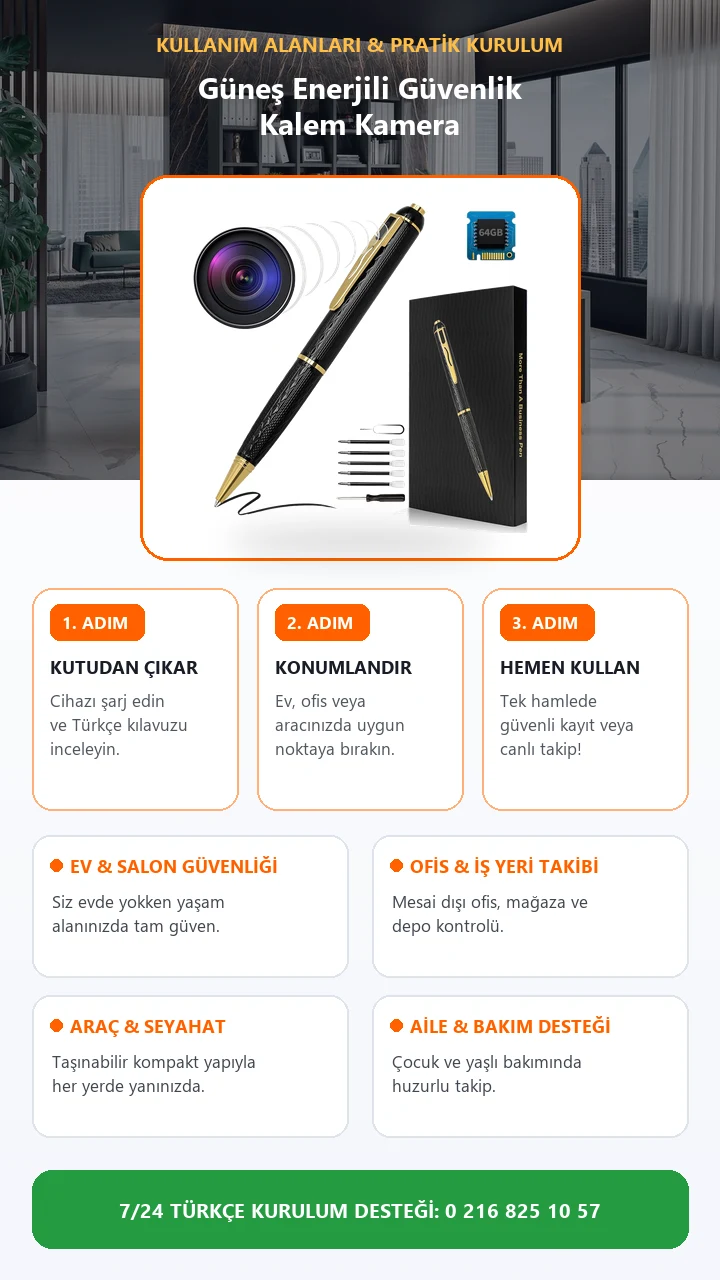 KULLANIM ALANLARI & PRATİK KURULUM
Güneş Enerjili Güvenlik
Kalem Kamera
64GB
More Than A Business Pen
1. ADIM
KUTUDAN ÇIKAR
Cihazı şarj edin
ve Türkçe kılavuzu
inceleyin.
2. ADIM
KONUMLANDIR
Ev, ofis veya
aracınızda uygun
noktaya bırakın.
3. ADIM
HEMEN KULLAN
Tek hamlede
güvenli kayıt veya
canlı takip!
EV & SALON GÜVENLİĞİ
Siz evde yokken yaşam
alanınızda tam güven.
OFİS & İŞ YERİ TAKİBİ
Mesai dışı ofis, mağaza ve
depo kontrolü.
ARAÇ & SEYAHAT
Taşınabilir kompakt yapıyla
her yerde yanınızda.
AİLE & BAKIM DESTEĞİ
Çocuk ve yaşlı bakımında
huzurlu takip.
7/24 TÜRKÇE KURULUM DESTEĞİ: 0 216 825 10 57